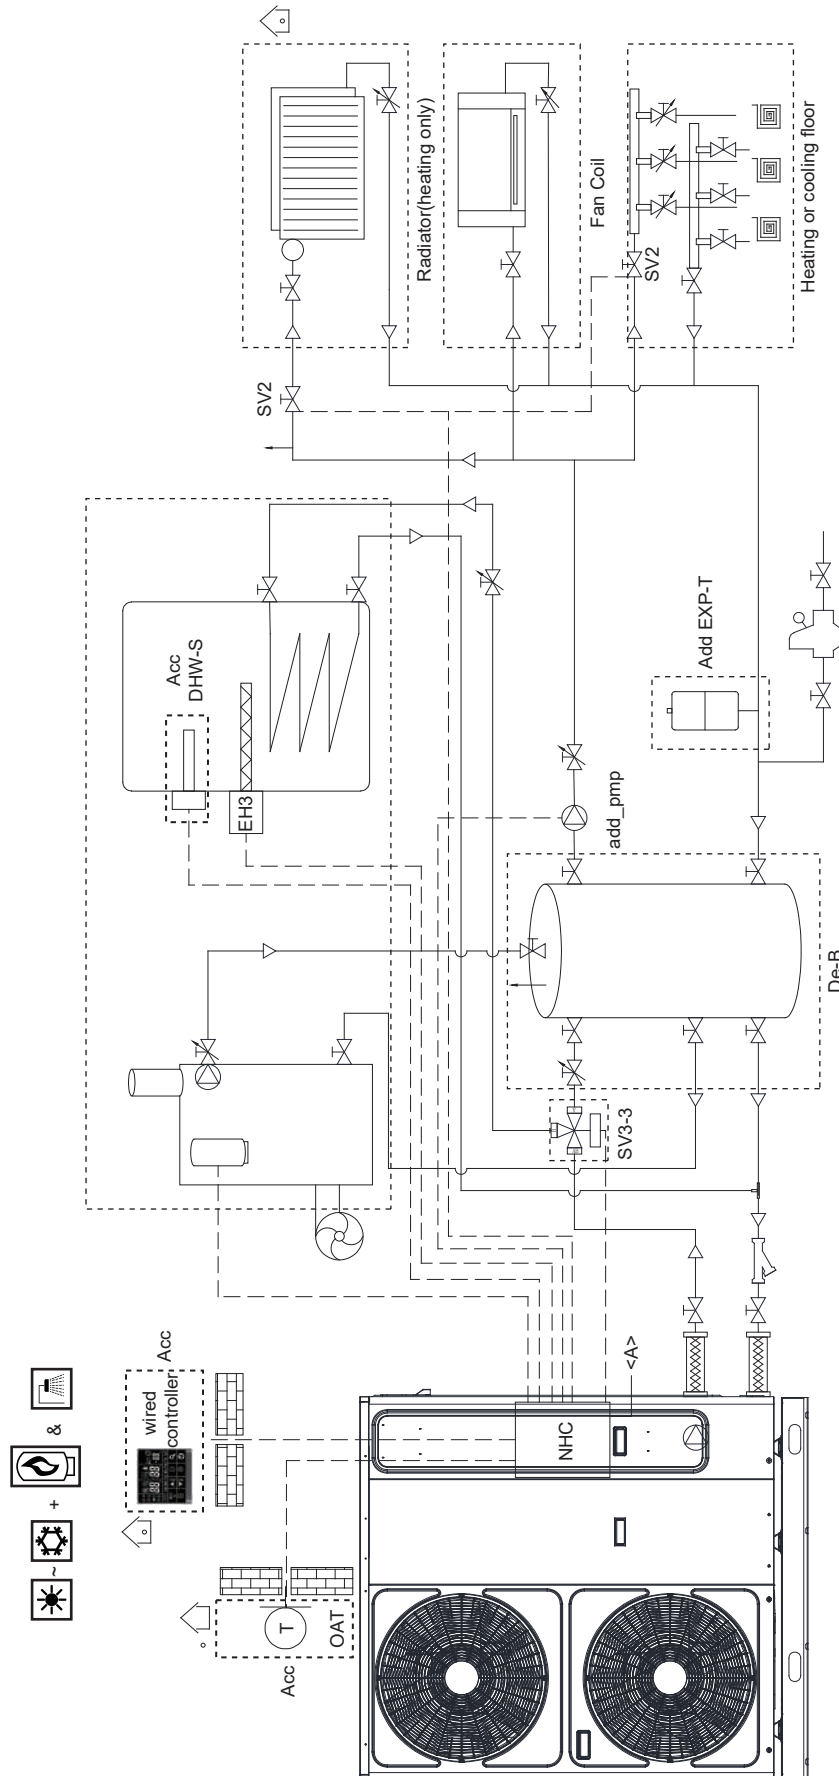 Radiator(heating only)
Fan Coil
Heating or cooling floor
SV2
SV2
Acc
DHW-S
EH3
Add EXP-T
add_pmp
SV3-3
Acc
wired
controller
&
+
~
<A>
NHC
T
OAT
Acc